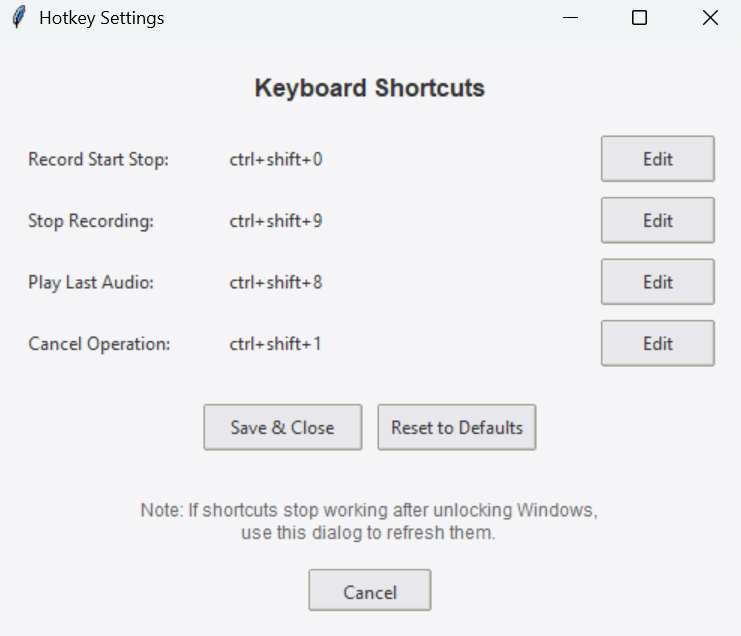 Hotkey Settings
Keyboard Shortcuts
Record Start Stop: ctrl+shift+0 Edit
Stop Recording: ctrl+shift+9 Edit
Play Last Audio: ctrl+shift+8 Edit
Cancel Operation: ctrl+shift+1 Edit
Save & Close Reset to Defaults
Note: If shortcuts stop working after unlocking Windows,
use this dialog to refresh them.
Cancel